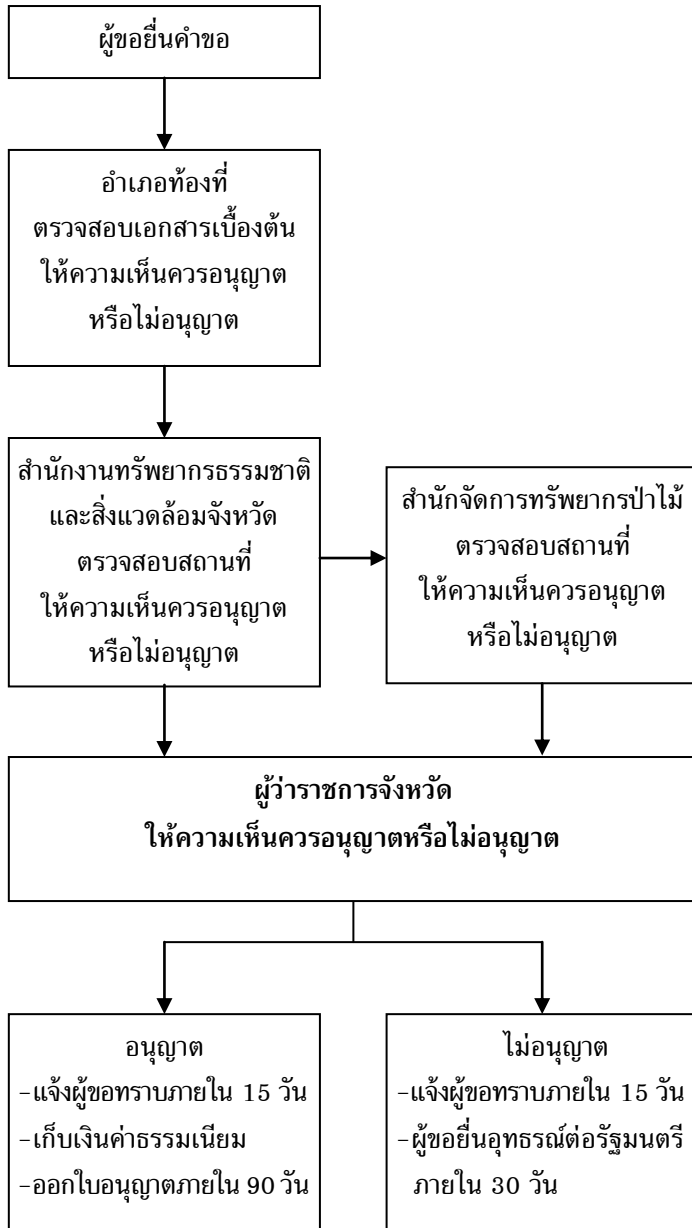 ผู้ขอยื่นคำขอ
อำเภอท้องที่
ตรวจสอบเอกสารเบื้องต้น
ให้ความเห็นควรอนุญาต
หรือไม่อนุญาต
สำนักงานทรัพยากรธรรมชาติ
และสิ่งแวดล้อมจังหวัด
ตรวจสอบสถานที่
ให้ความเห็นควรอนุญาต
หรือไม่อนุญาต
สำนักจัดการทรัพยากรป่าไม้
ตรวจสอบสถานที่
ให้ความเห็นควรอนุญาต
หรือไม่อนุญาต
ผู้ว่าราชการจังหวัด
ให้ความเห็นควรอนุญาตหรือไม่อนุญาต
อนุญาต
-แจ้งผู้ขอทราบภายใน 15 วัน
-เก็บเงินค่าธรรมเนียม
-ออกใบอนุญาตภายใน 90 วัน
ไม่อนุญาต
-แจ้งผู้ขอทราบภายใน 15 วัน
-ผู้ขอยื่นอุทธรณ์ต่อรัฐมนตรี
ภายใน 30 วัน